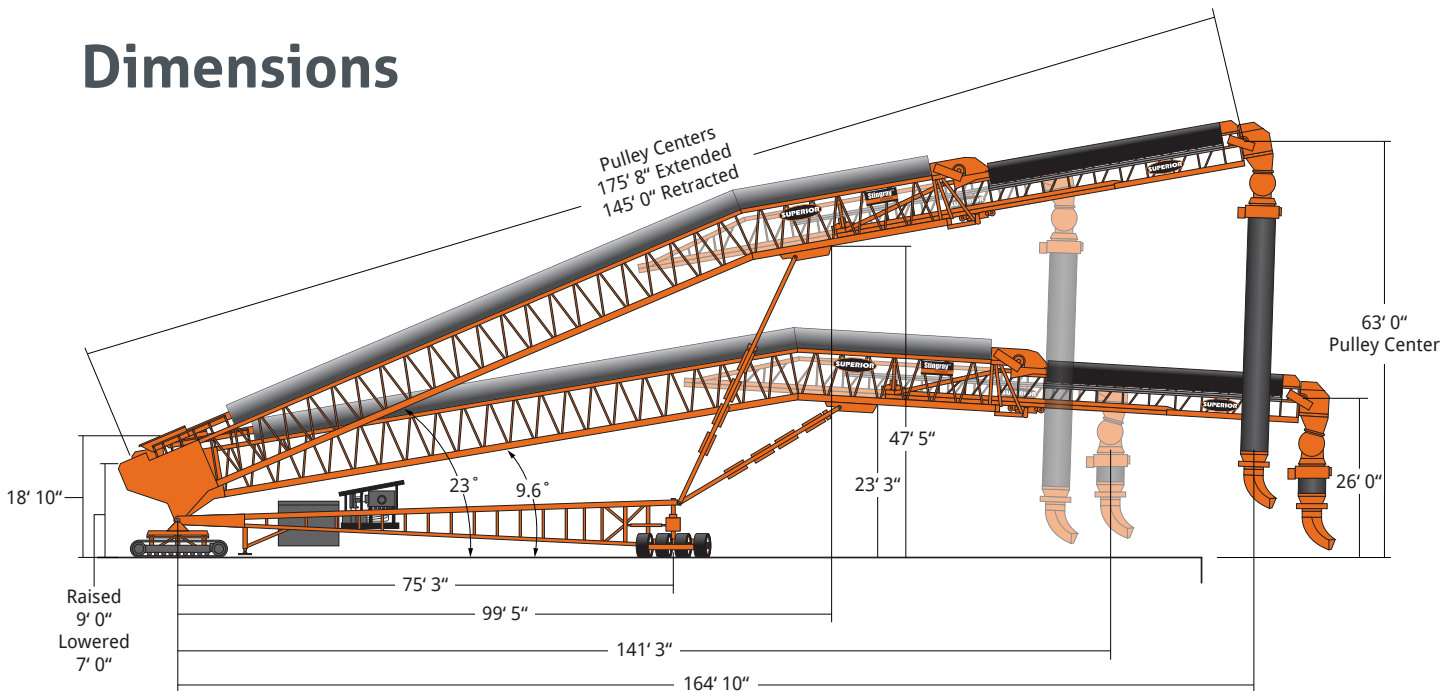 Dimensions
Pulley Centers
175‘ 8“ Extended
145‘ 0“ Retracted
SUPERIOR
Stingray
SUPERIOR
63‘ 0“
Pulley Center
SUPERIOR
Stingray
SUPERIOR
47‘ 5“
23‘ 3“
26‘ 0“
23˚
9.6˚
18‘ 10“
Raised
9‘ 0“
Lowered
7‘ 0“
75‘ 3“
99‘ 5“
141‘ 3“
164‘ 10“